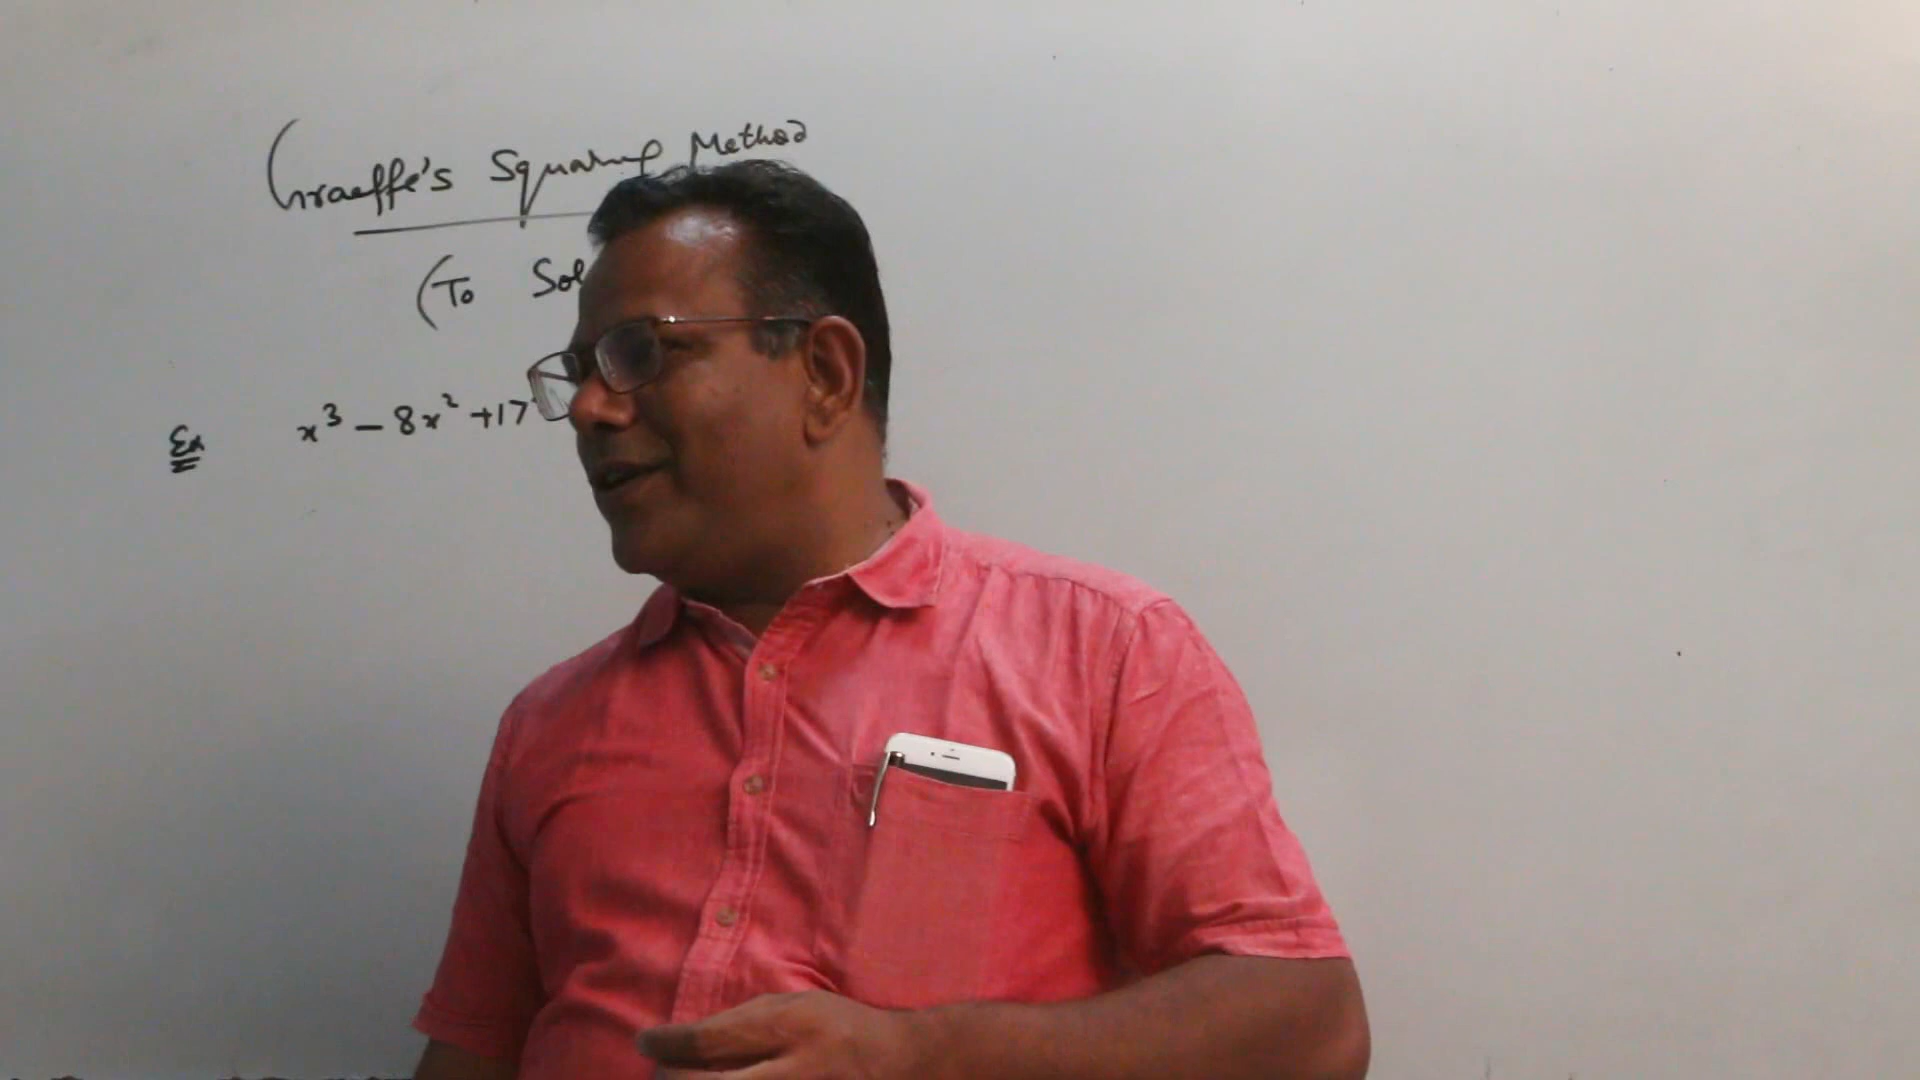 Graeffe's Squaring Method
(To Sol
Ex x³ - 8x² + 17